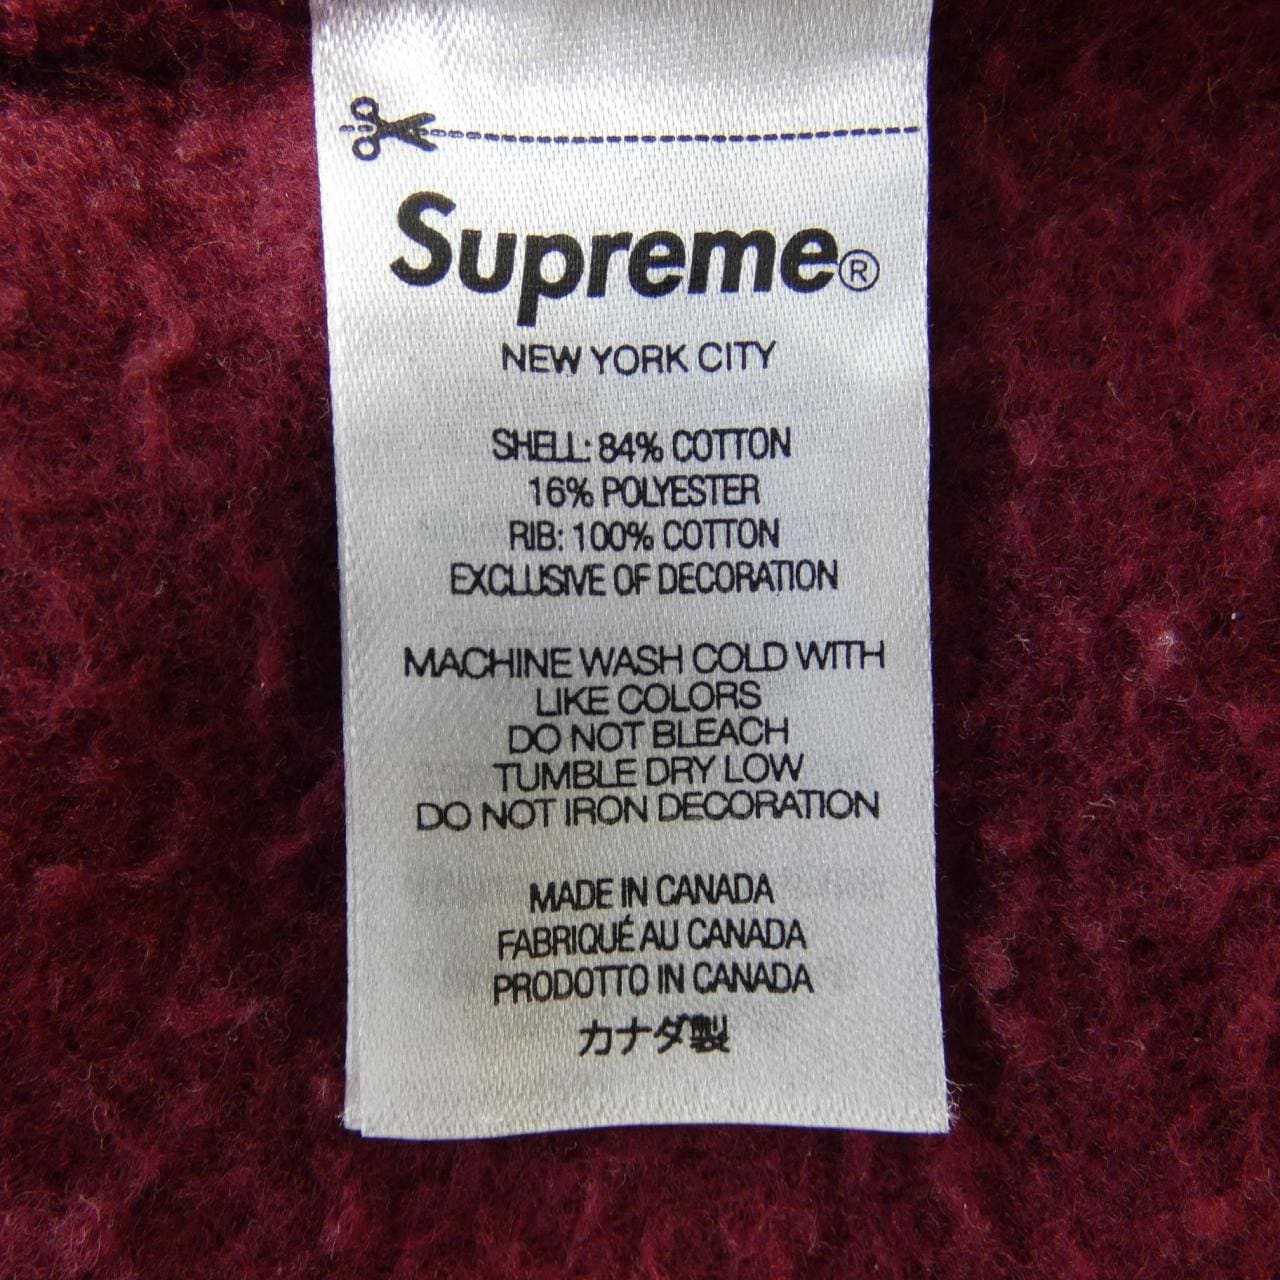 Supreme®
NEW YORK CITY
SHELL: 84% COTTON
16% POLYESTER
RIB: 100% COTTON
EXCLUSIVE OF DECORATION
MACHINE WASH COLD WITH
LIKE COLORS
DO NOT BLEACH
TUMBLE DRY LOW
DO NOT IRON DECORATION
MADE IN CANADA
FABRIQUÉ AU CANADA
PRODOTTO IN CANADA
カナダ製